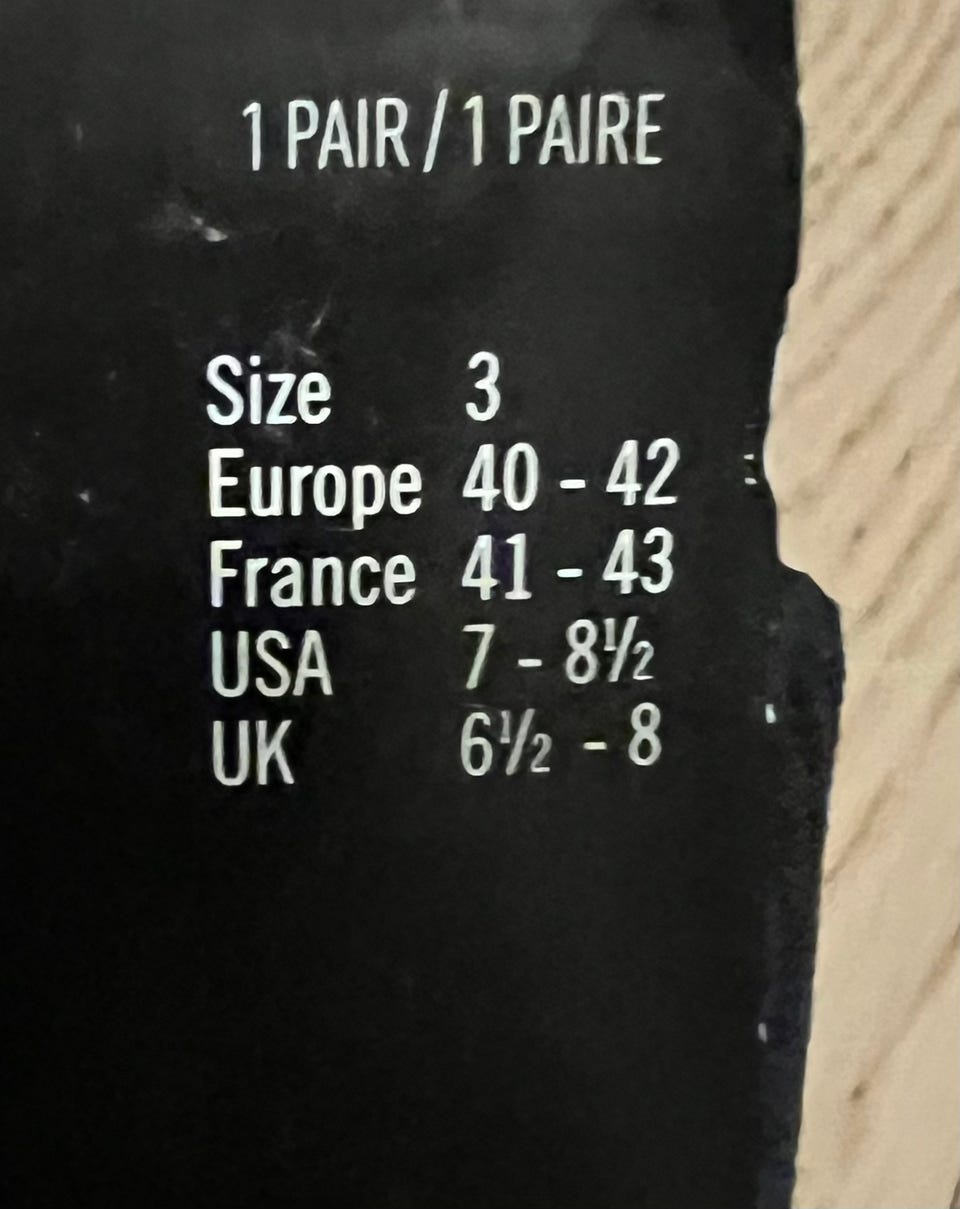 1 PAIR / 1 PAIRE
Size 3
Europe 40 - 42
France 41 - 43
USA 7 - 8½
UK 6½ - 8